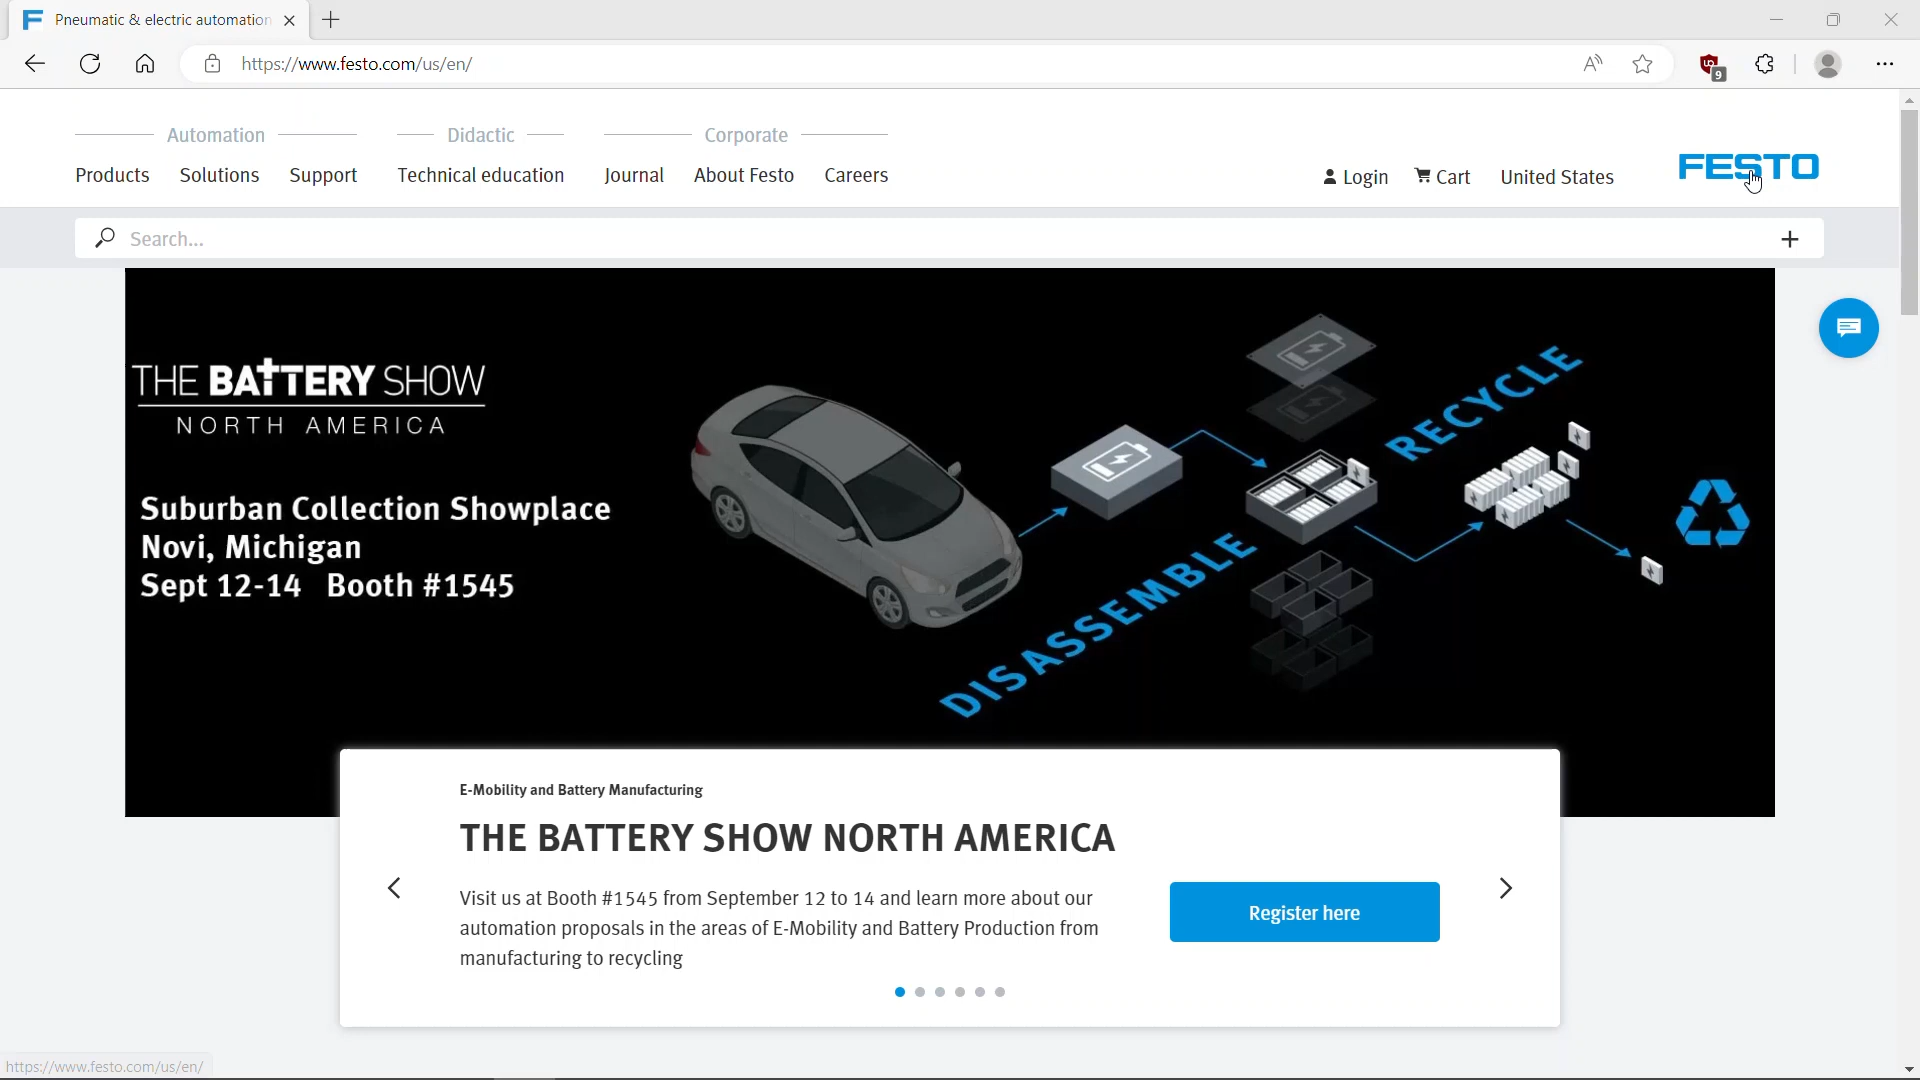 Pneumatic & electric automation
https://www.festo.com/us/en/
9
Automation
Didactic
Corporate
Products
Solutions
Support
Technical education
Journal
About Festo
Careers
Login
Cart
United States
FESTO
Search...
THE BATTERY SHOW
NORTH AMERICA
Suburban Collection Showplace
Novi, Michigan
Sept 12-14 Booth #1545
DISASSEMBLE
RECYCLE
E-Mobility and Battery Manufacturing
THE BATTERY SHOW NORTH AMERICA
Visit us at Booth #1545 from September 12 to 14 and learn more about our
automation proposals in the areas of E-Mobility and Battery Production from
manufacturing to recycling
Register here
https://www.festo.com/us/en/